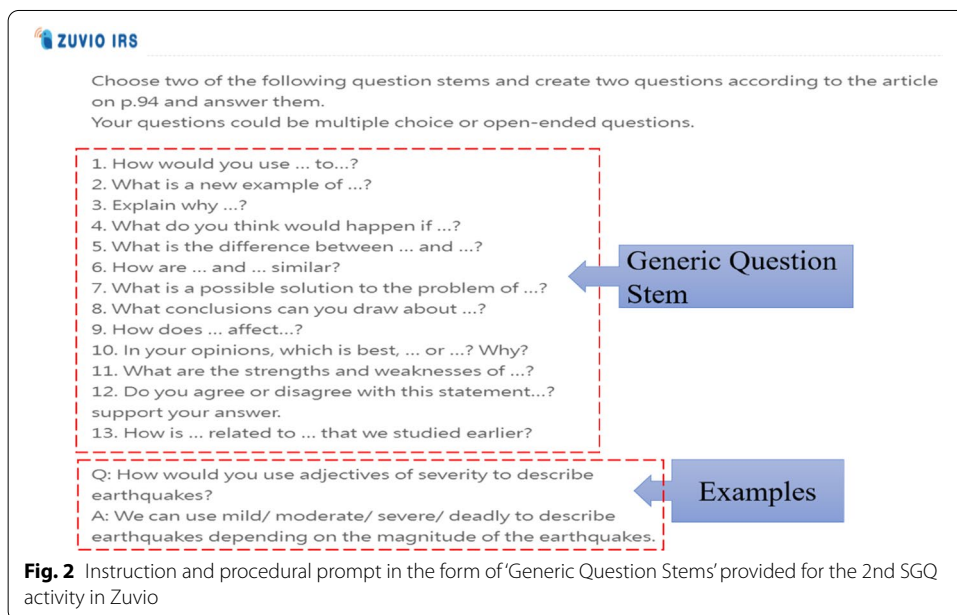 ZUVIO IRS
Choose two of the following question stems and create two questions according to the article
on p.94 and answer them.
Your questions could be multiple choice or open-ended questions.
1. How would you use ... to...?
2. What is a new example of ...?
3. Explain why ...?
4. What do you think would happen if ...?
5. What is the difference between ... and ...?
6. How are ... and ... similar?
7. What is a possible solution to the problem of ...?
8. What conclusions can you draw about ...?
9. How does ... affect...?
10. In your opinions, which is best, ... or ...? Why?
11. What are the strengths and weaknesses of ...?
12. Do you agree or disagree with this statement...?
support your answer.
13. How is ... related to ... that we studied earlier?
Generic Question
Stem
Q: How would you use adjectives of severity to describe
earthquakes?
A: We can use mild/ moderate/ severe/ deadly to describe
earthquakes depending on the magnitude of the earthquakes.
Examples
Fig. 2 Instruction and procedural prompt in the form of 'Generic Question Stems' provided for the 2nd SGQ
activity in Zuvio